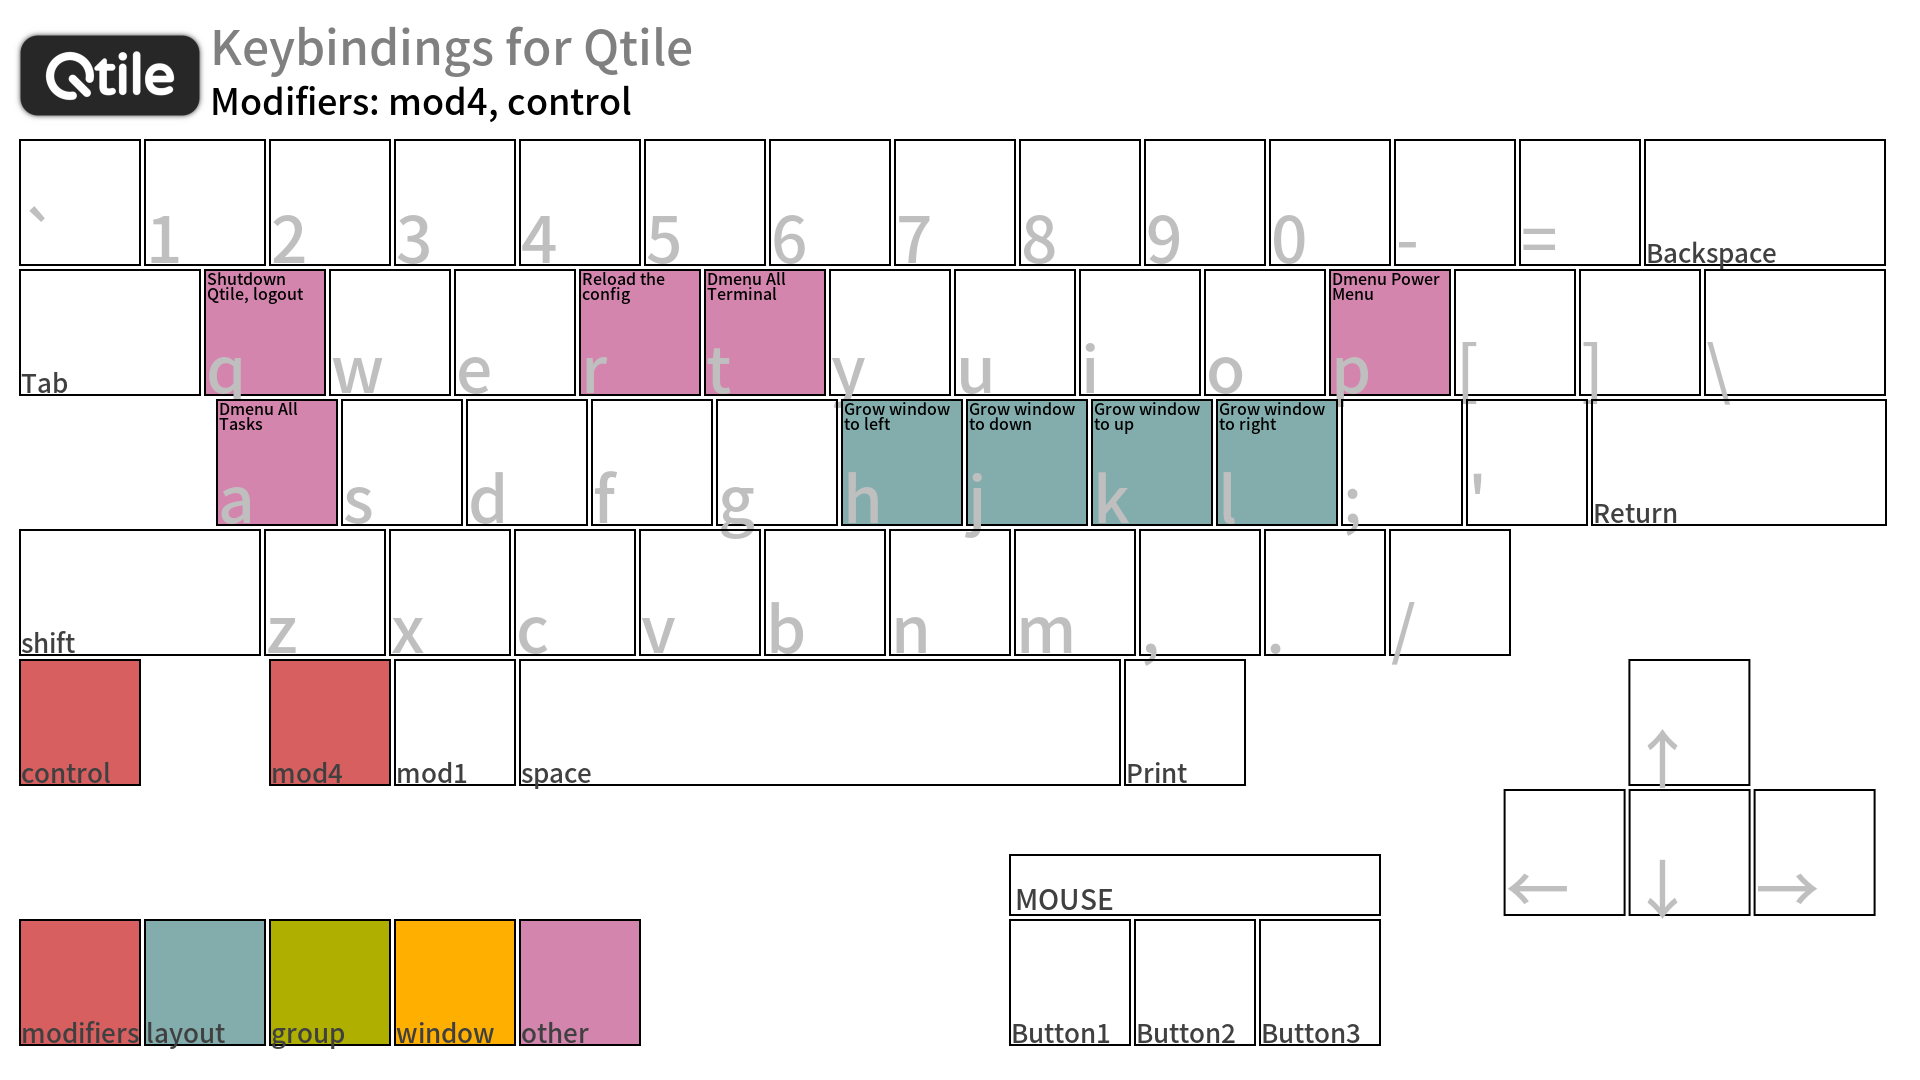 Qtile
Keybindings for Qtile
Modifiers: mod4, control
` 1 2 3 4 5 6 7 8 9 0 - = Backspace
Tab
Shutdown
Qtile, logout
q
w
e
Reload the
config
r
Dmenu All
Terminal
t
y
u
i
o
Dmenu Power
Menu
p
[
]
\
Dmenu All
Tasks
a
s
d
f
g
Grow window
to left
h
Grow window
to down
j
Grow window
to up
k
Grow window
to right
l
;
'
Return
shift z x c v b n m , . /
control mod4 mod1 space Print
↑
← ↓ →
MOUSE
Button1 Button2 Button3
modifiers layout group window other